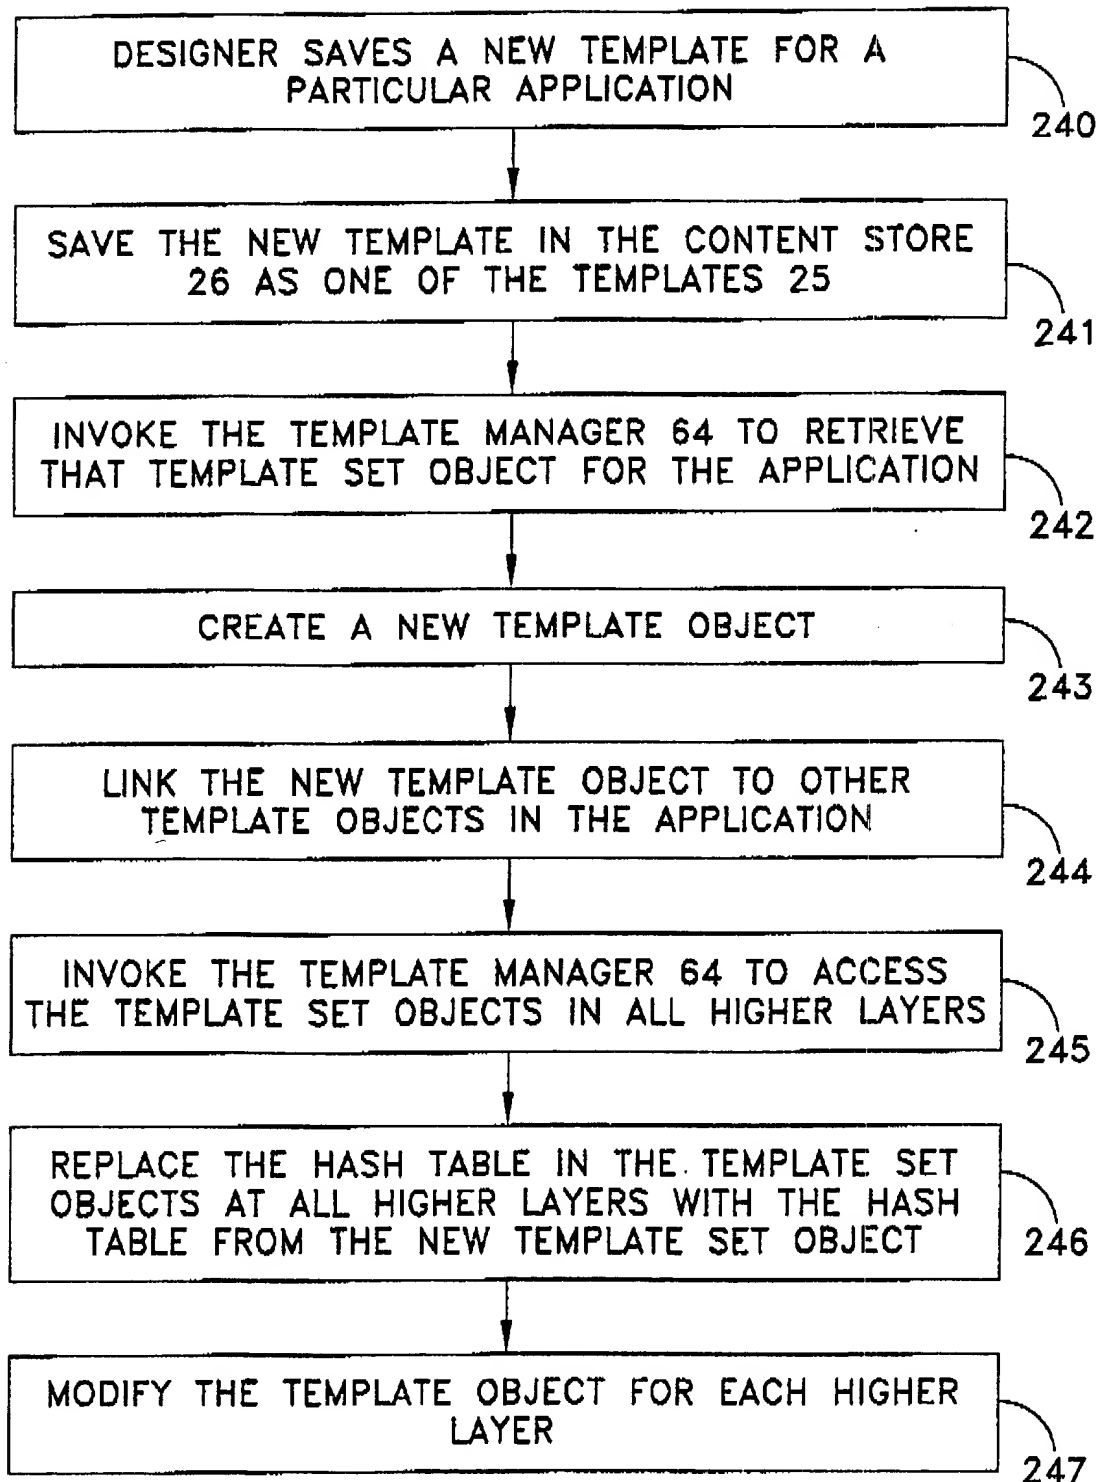 DESIGNER SAVES A NEW TEMPLATE FOR A
PARTICULAR APPLICATION
240
SAVE THE NEW TEMPLATE IN THE CONTENT STORE
26 AS ONE OF THE TEMPLATES 25
241
INVOKE THE TEMPLATE MANAGER 64 TO RETRIEVE
THAT TEMPLATE SET OBJECT FOR THE APPLICATION
242
CREATE A NEW TEMPLATE OBJECT
243
LINK THE NEW TEMPLATE OBJECT TO OTHER
TEMPLATE OBJECTS IN THE APPLICATION
244
INVOKE THE TEMPLATE MANAGER 64 TO ACCESS
THE TEMPLATE SET OBJECTS IN ALL HIGHER LAYERS
245
REPLACE THE HASH TABLE IN THE TEMPLATE SET
OBJECTS AT ALL HIGHER LAYERS WITH THE HASH
TABLE FROM THE NEW TEMPLATE SET OBJECT
246
MODIFY THE TEMPLATE OBJECT FOR EACH HIGHER
LAYER
247